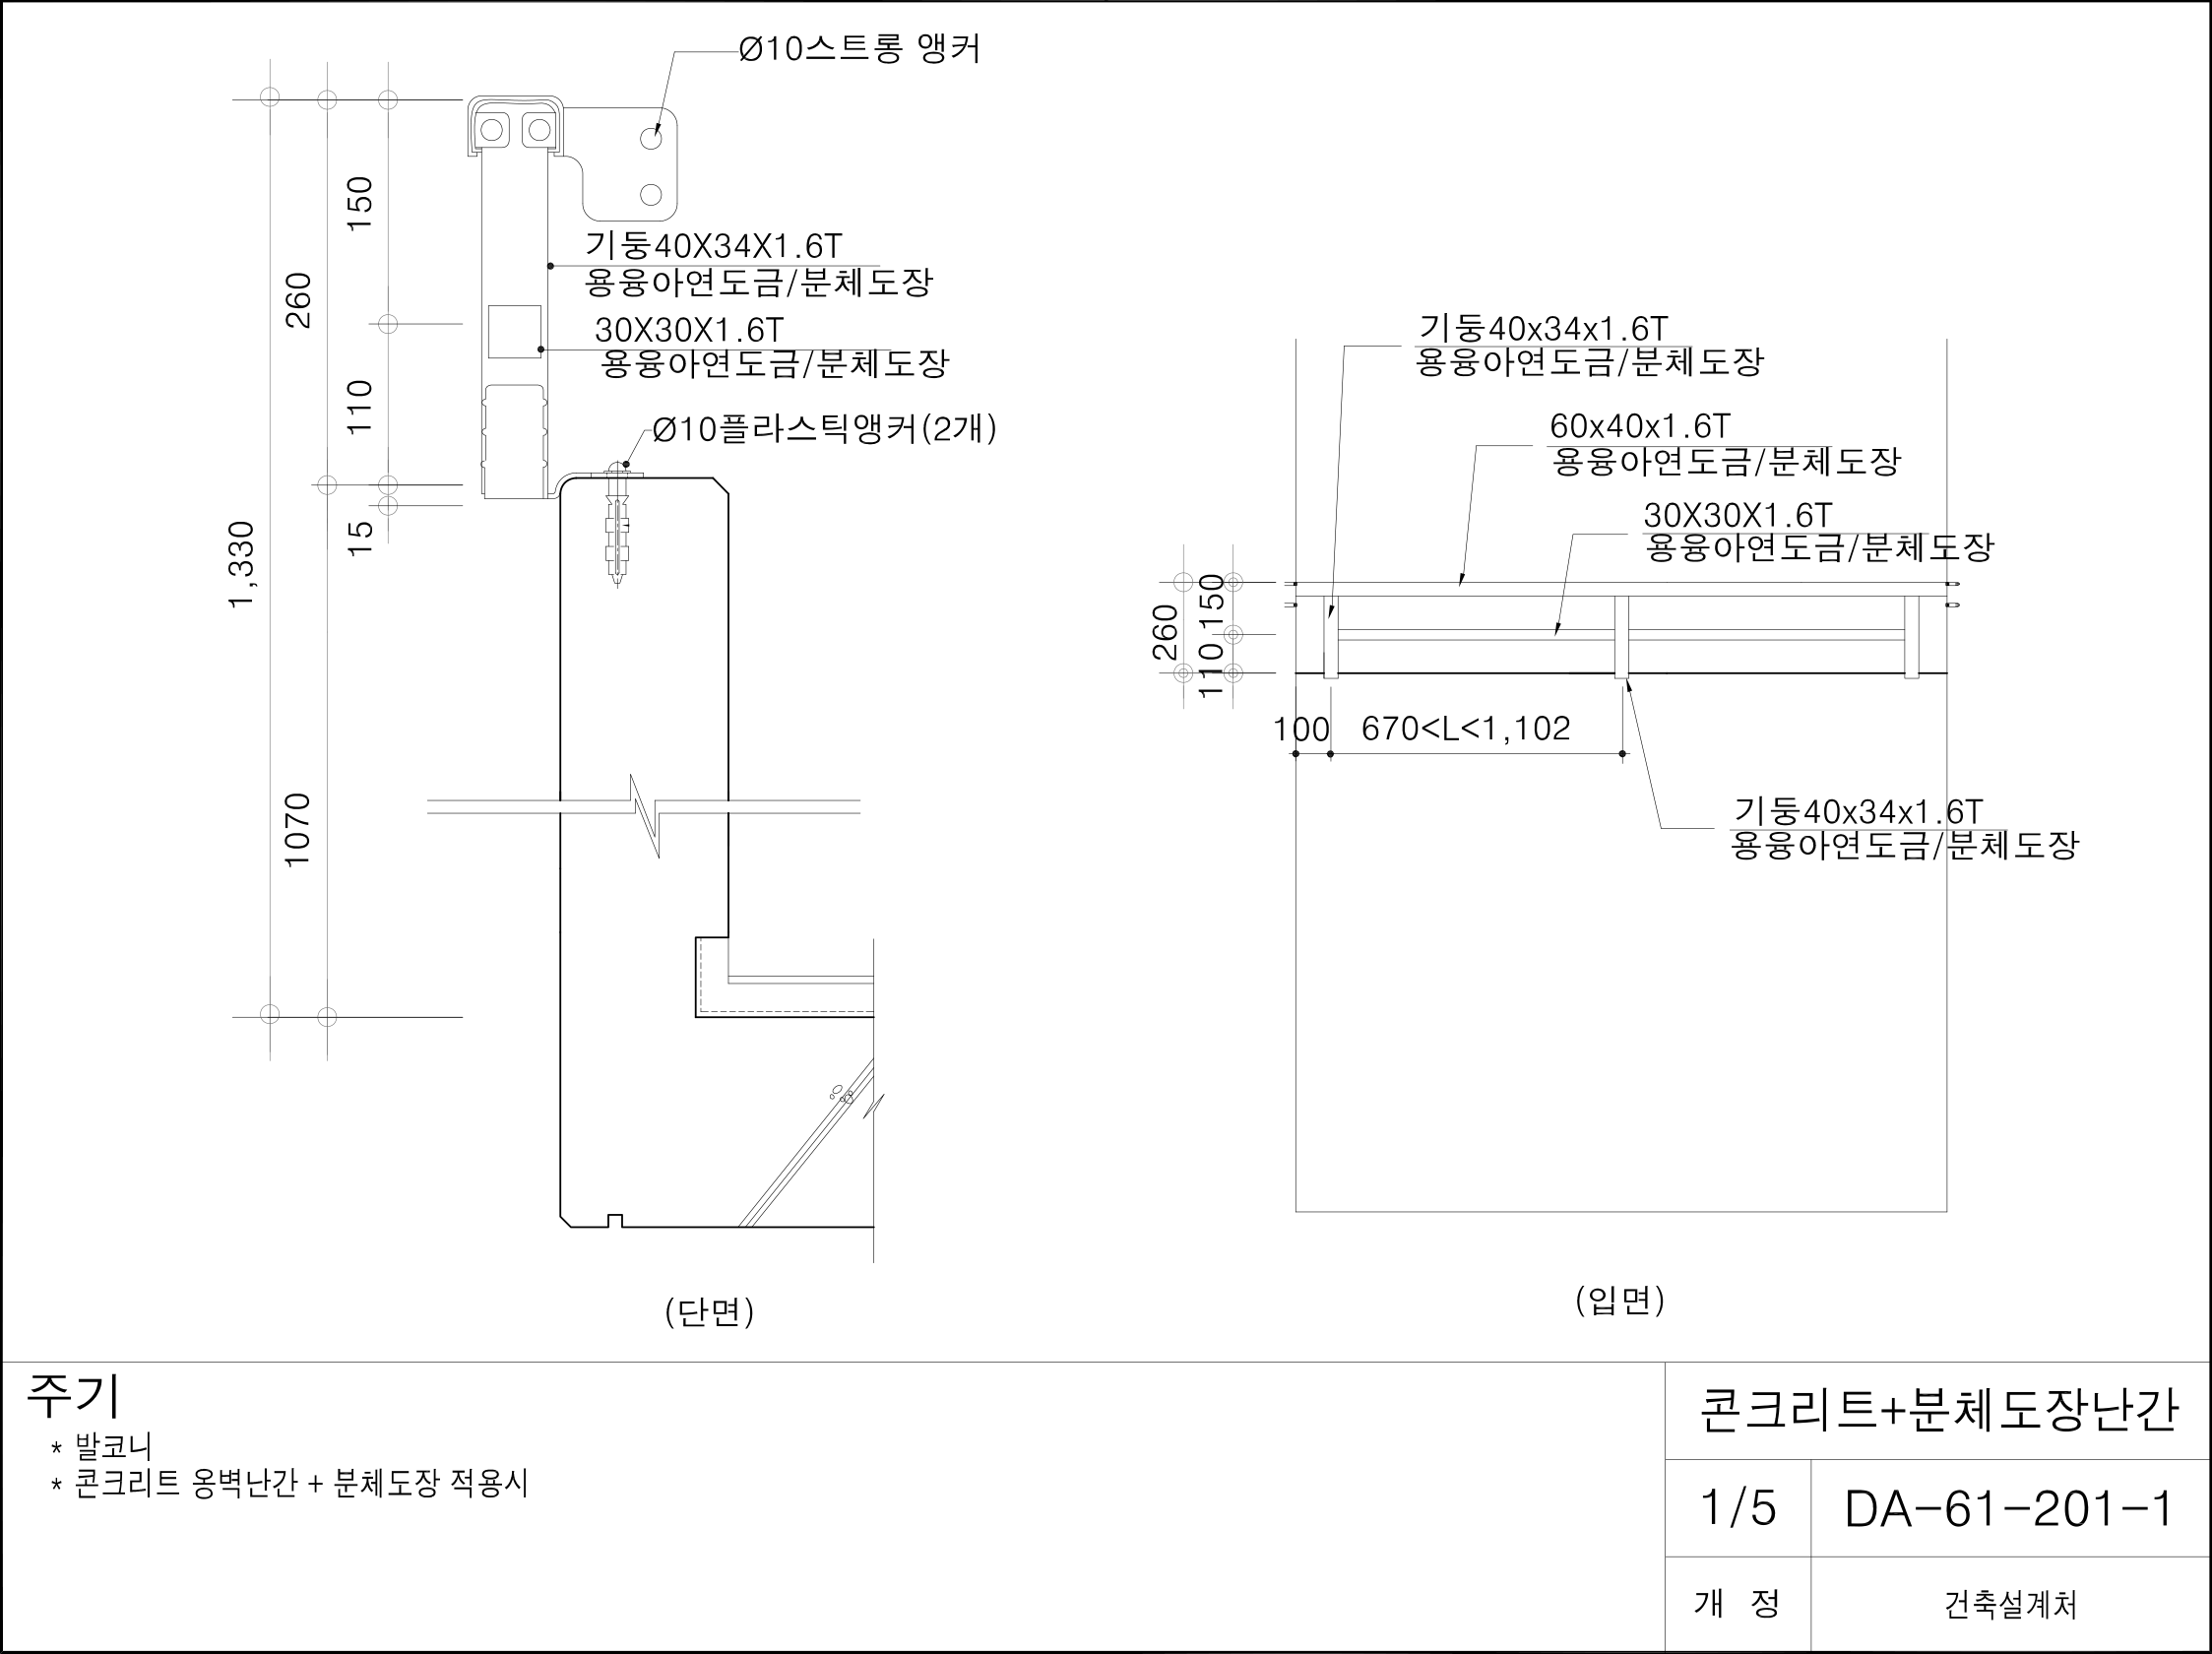 Ø10스트롱 앵커
150
기둥40X34X1.6T
용융아연도금/분체도장
260
30X30X1.6T
용융아연도금/분체도장
110
Ø10플라스틱앵커(2개)
15
1,330
1070
(단면)
기둥40x34x1.6T
용융아연도금/분체도장
60x40x1.6T
용융아연도금/분체도장
30X30X1.6T
용융아연도금/분체도장
150
260
110
100
670<L<1,102
기둥40x34x1.6T
용융아연도금/분체도장
(입면)
주기
* 발코니
* 콘크리트 옹벽난간 + 분체도장 적용시
콘크리트+분체도장난간
1/5
DA-61-201-1
개 정
건축설계처